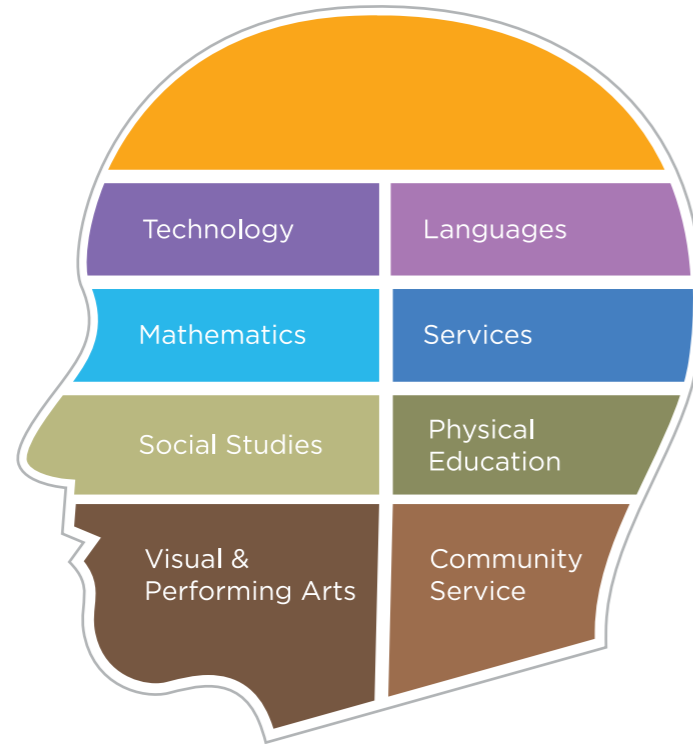 Technology
Languages
Mathematics
Services
Social Studies
Physical
Education
Visual &
Performing Arts
Community
Service